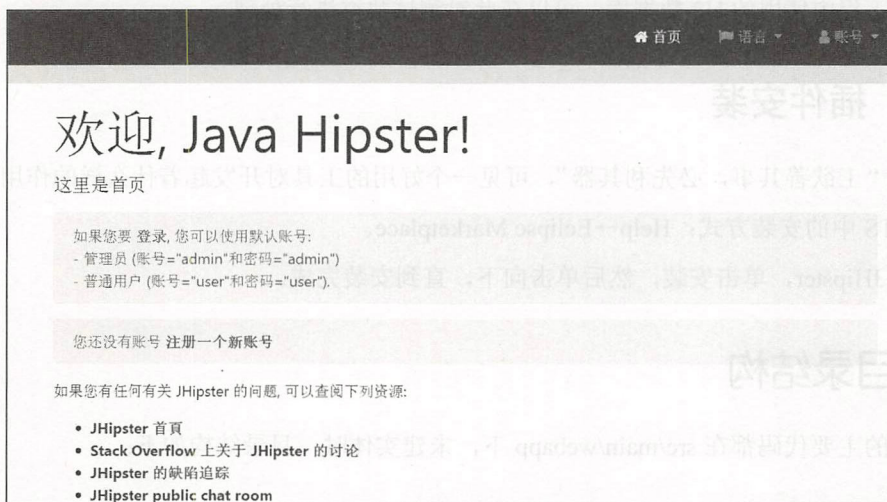 首页 语言 账号
欢迎, Java Hipster!
这里是首页
如果您要 登录, 您可以使用默认账号:
- 管理员 (账号="admin"和密码="admin")
- 普通用户 (账号="user"和密码="user").
您还没有账号 注册一个新账号
如果您有任何有关 JHipster 的问题, 可以查阅下列资源:
• JHipster 首頁
• Stack Overflow 上关于 JHipster 的讨论
• JHipster 的缺陷追踪
• JHipster public chat room